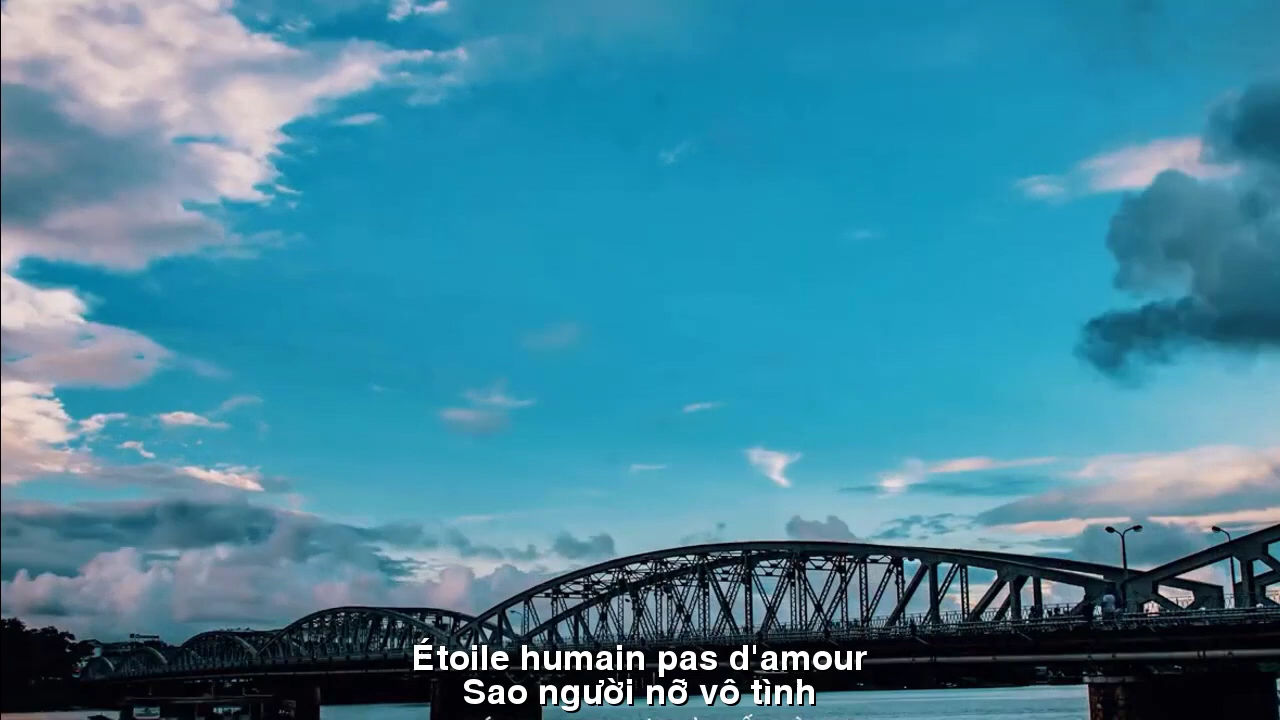 Étoile humain pas d'amour
Sao người nỡ vô tình